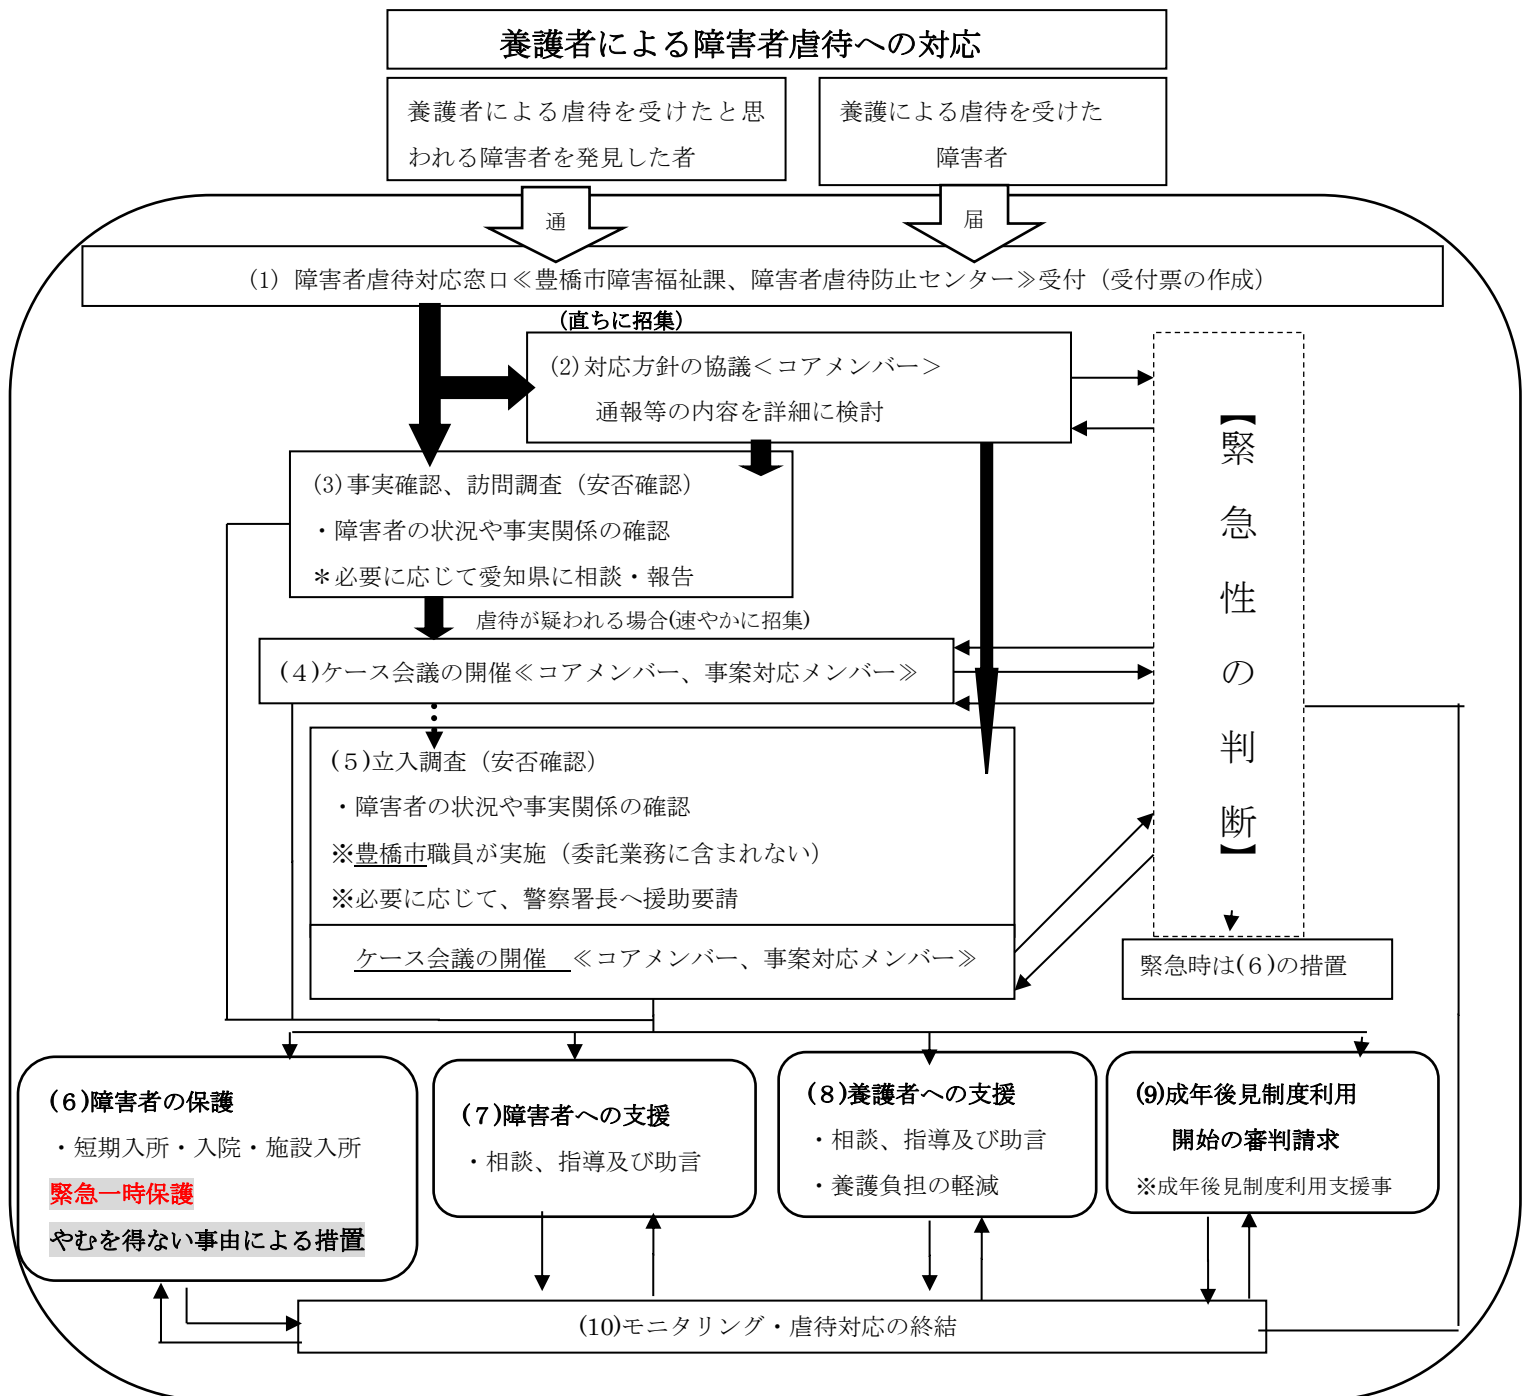 養護者による障害者虐待への対応
養護者による虐待を受けたと思
われる障害者を発見した者
養護による虐待を受けた
障害者
通
届
(1) 障害者虐待対応窓口≪豊橋市障害福祉課、障害者虐待防止センター≫受付（受付票の作成）
(直ちに招集)
(2)対応方針の協議＜コアメンバー＞
通報等の内容を詳細に検討
(3)事実確認、訪問調査（安否確認）
・障害者の状況や事実関係の確認
＊必要に応じて愛知県に相談・報告
虐待が疑われる場合(速やかに招集)
(４)ケース会議の開催≪コアメンバー、事案対応メンバー≫
(５)立入調査（安否確認）
・障害者の状況や事実関係の確認
※豊橋市職員が実施（委託業務に含まれない）
※必要に応じて、警察署長へ援助要請
ケース会議の開催　≪コアメンバー、事案対応メンバー≫
【緊急性の判断】
緊急時は(６)の措置
(６)障害者の保護
・短期入所・入院・施設入所
緊急一時保護
やむを得ない事由による措置
(７)障害者への支援
・相談、指導及び助言
(８)養護者への支援
・相談、指導及び助言
・養護負担の軽減
(9)成年後見制度利用
開始の審判請求
※成年後見制度利用支援事
(10)モニタリング・虐待対応の終結